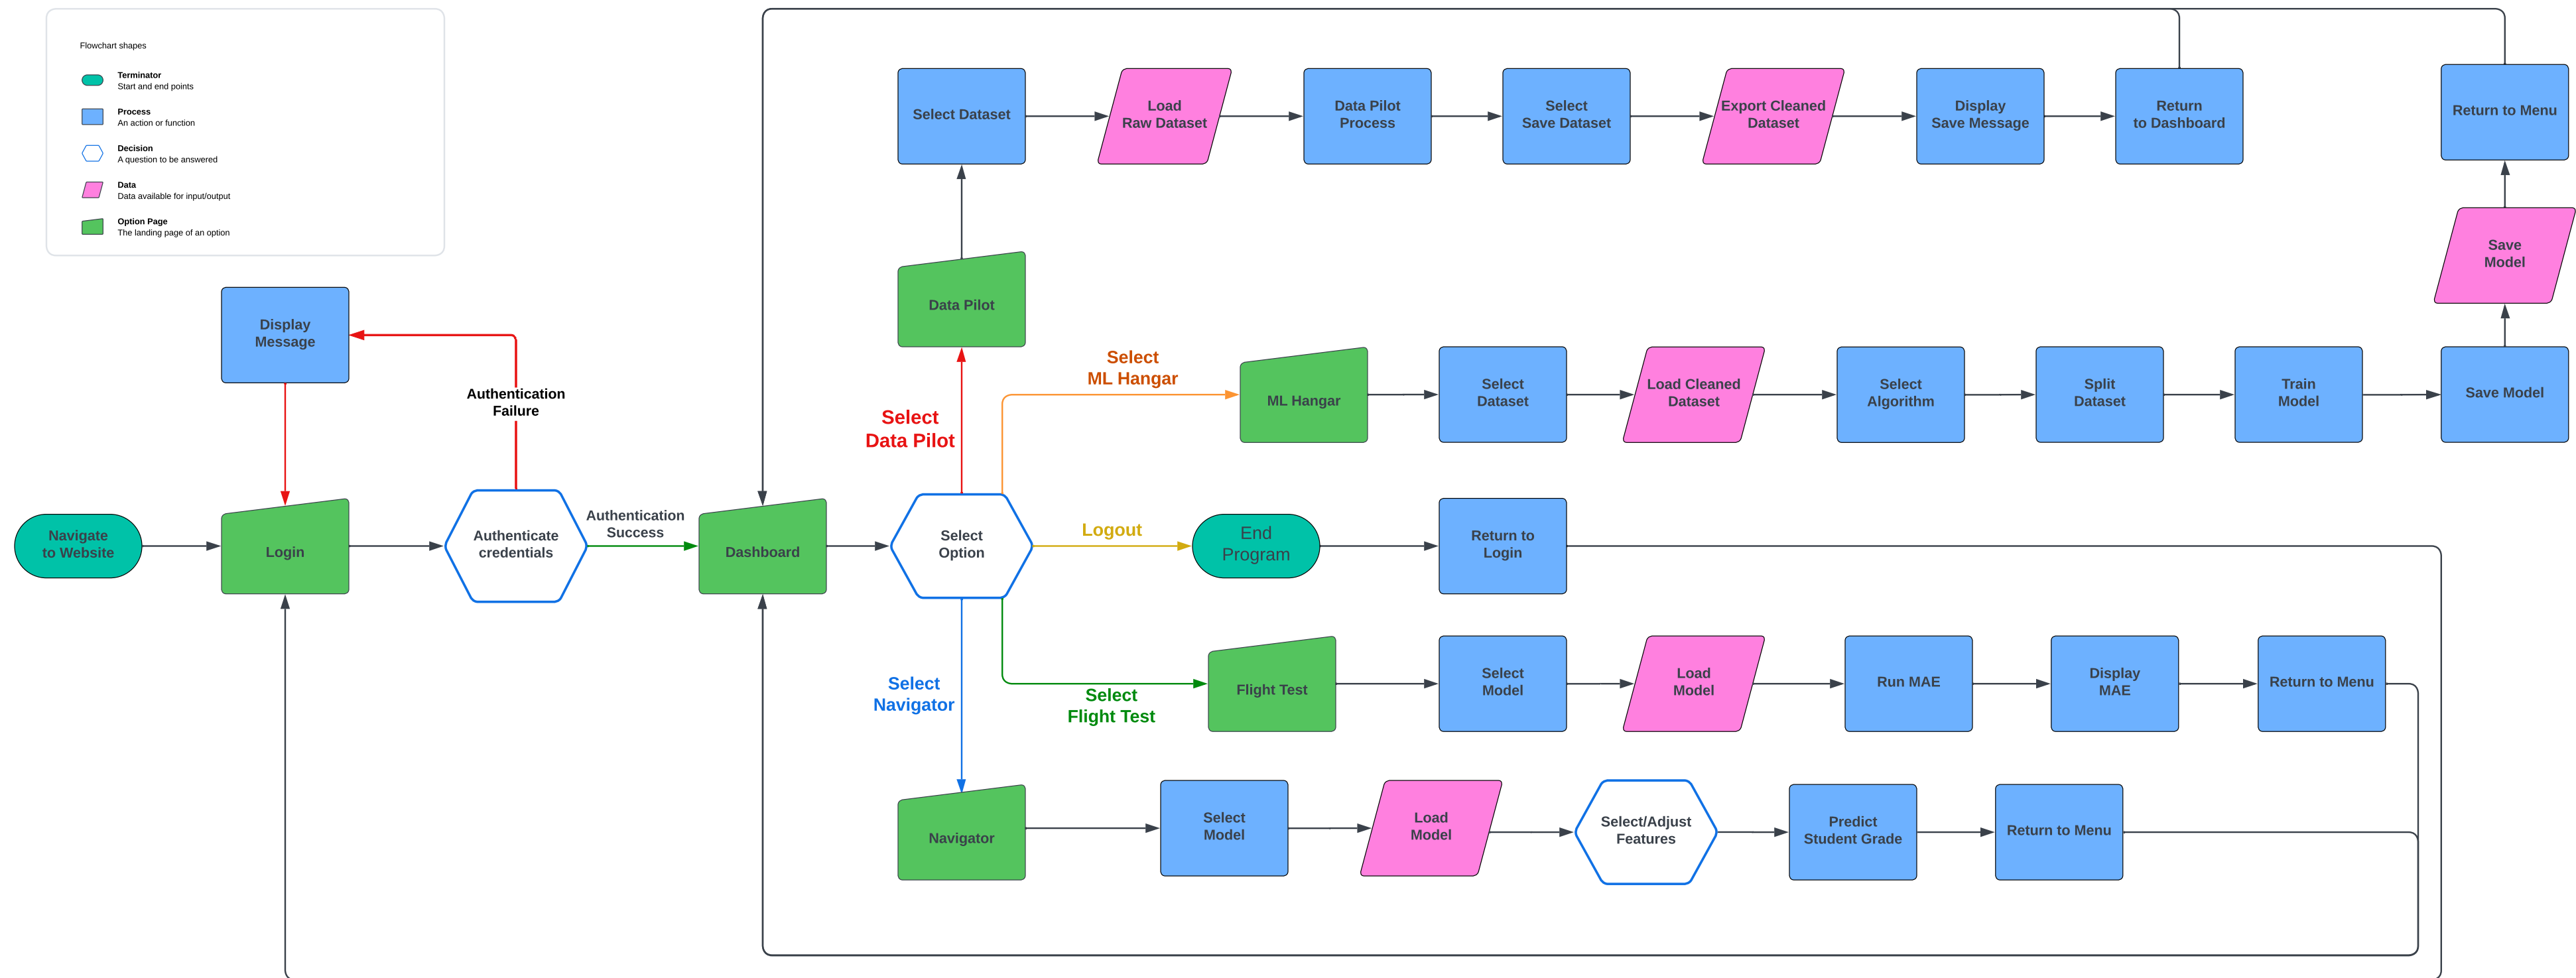 Flowchart shapes
Terminator
Start and end points
Process
An action or function
Decision
A question to be answered
Data
Data available for input/output
Option Page
The landing page of an option
Select Dataset
Load
Raw Dataset
Data Pilot
Process
Select
Save Dataset
Export Cleaned
Dataset
Display
Save Message
Return
to Dashboard
Return to Menu
Save
Model
Data Pilot
Display
Message
Authentication
Failure
Select
Data Pilot
Select
ML Hangar
ML Hangar
Select
Dataset
Load Cleaned
Dataset
Select
Algorithm
Split
Dataset
Train
Model
Save Model
Navigate
to Website
Login
Authenticate
credentials
Authentication
Success
Dashboard
Select
Option
Logout
End
Program
Return to
Login
Select
Navigator
Select
Flight Test
Flight Test
Select
Model
Load
Model
Run MAE
Display
MAE
Return to Menu
Navigator
Select
Model
Load
Model
Select/Adjust
Features
Predict
Student Grade
Return to Menu